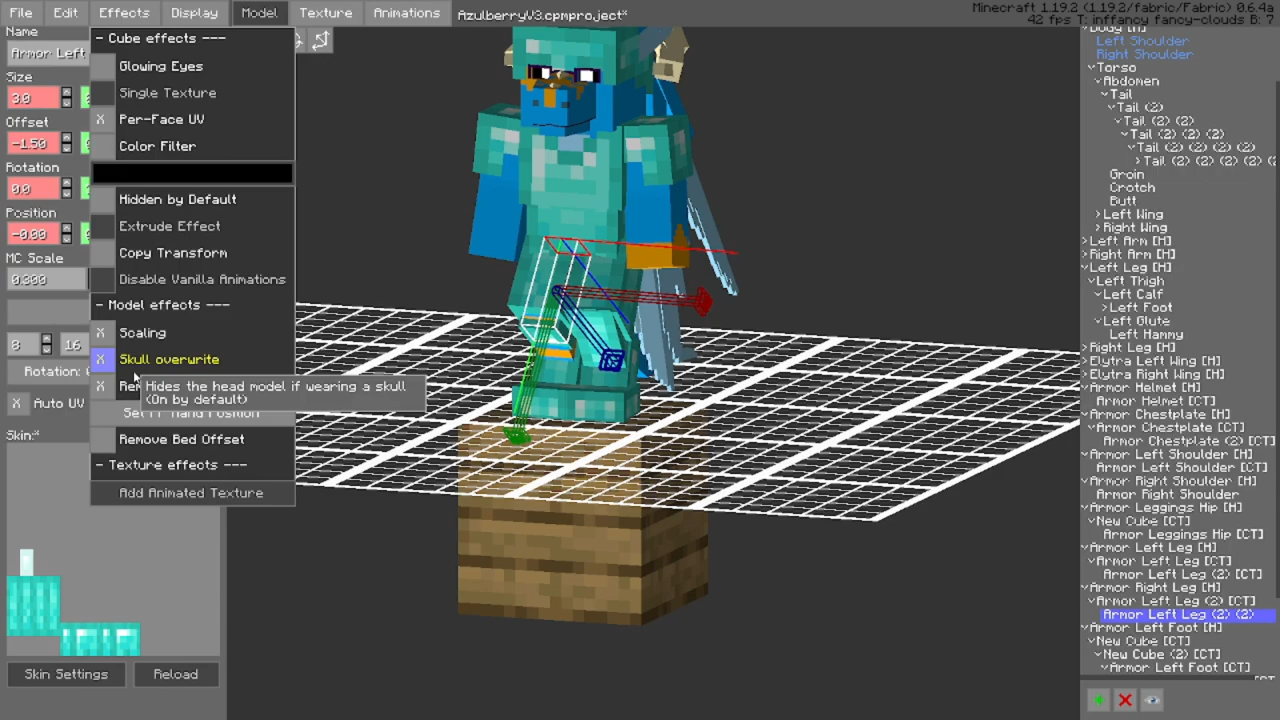 File Edit Effects Display Model Texture Animations
Azulberryv3.cpmproject*
Minecraft 1.19.2 (1.19.2/fabric/Fabric) 0.6.4a
42 fps T: inffancy fancy-clouds B: 7
Name
Armor Left
Size
3.0
Offset
-1.50
Rotation
0.0
Position
-0.90
MC Scale
0.300
8 16
Rotation:
X Auto UV
Skin:*
Skin Settings
Reload
- Cube effects ---
Glowing Eyes
Single Texture
X Per-Face UV
Color Filter
Hidden by Default
Extrude Effect
Copy Transform
Disable Vanilla Animations
- Model effects ---
X Scaling
X Skull overwrite
X Re
Hides the head model if wearing a skull
(On by default)
Remove Bed Offset
- Texture effects ---
Add Animated Texture
Body [H]
Left Shoulder
Right Shoulder
Torso
Abdomen
Tail
Tail (2)
Tail (2) (2)
Tail (2) (2) (2)
Tail (2) (2) (2)
Tail (2) (2) (2) (2)
Groin
Crotch
Butt
Left Wing
Right Wing
Left Arm [H]
Right Arm [H]
Left Leg [H]
Left Thigh
Left Calf
Left Foot
Left Glute
Left Hammy
Right Leg [H]
Elytra Left Wing [H]
Elytra Right Wing [H]
Armor Helmet [H]
Armor Helmet [CT]
Armor Chestplate [H]
Armor Chestplate (2) [CT]
Armor Left Shoulder [H]
Armor Left Shoulder [CT]
Armor Right Shoulder [H]
Armor Right Shoulder
Armor Leggings Hip [H]
New Cube [CT]
Armor Leggings Hip [CT]
Armor Left Leg [H]
Armor Left Leg [CT]
Armor Left Leg (2) [CT]
Armor Right Leg [H]
Armor Left Leg (2) [CT]
Armor Left Leg (2) (2)
Armor Left Foot [H]
New Cube [CT]
New Cube (2) [CT]
Armor Left Foot [CT]